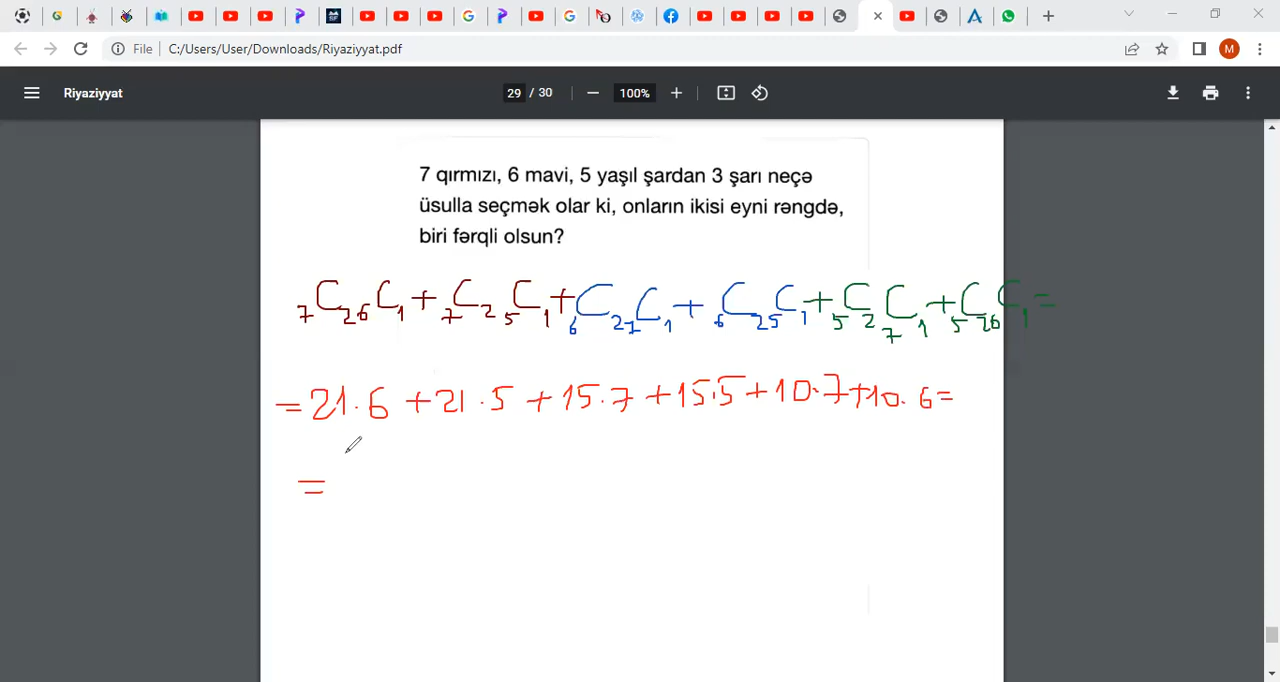 File C:/Users/User/Downloads/Riyaziyyat.pdf M
Riyaziyyat 29 / 30 100%
7 qırmızı, 6 mavi, 5 yaşıl şardan 3 şarı neçə
üsulla seçmək olar ki, onların ikisi eyni rəngdə,
biri fərqli olsun?
₇C₂ ₆C₁ + ₇C₂ ₅C₁ + ₆C₂ ₇C₁ + ₆C₂ ₅C₁ + ₅C₂ ₇C₁ + ₅C₂ ₆C₁ =
= 21.6 + 21.5 + 15.7 + 15.5 + 10.7 + 10.6 =
=